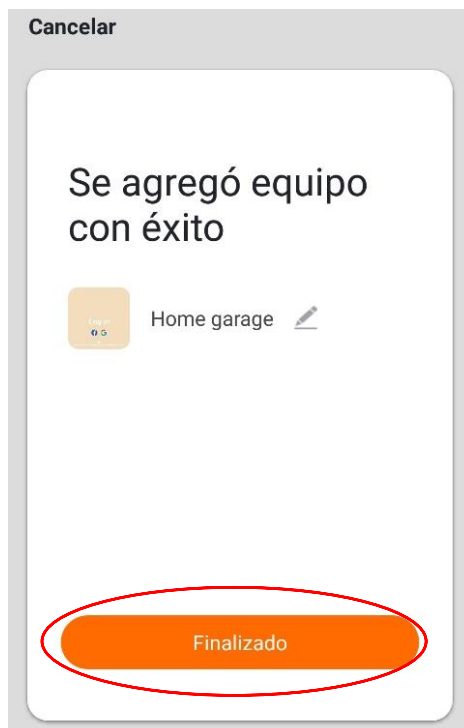 Cancelar
Se agregó equipo
con éxito
Home garage
Finalizado